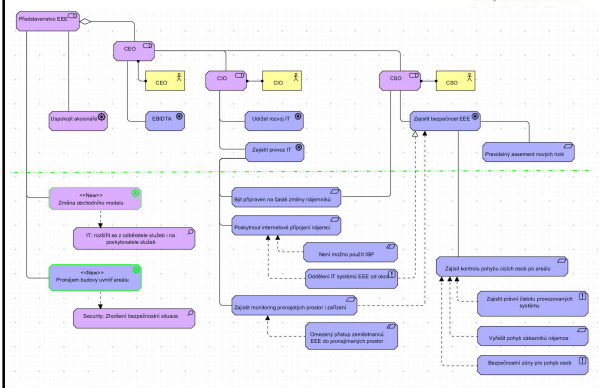 Představenstvo EEE
CEO
CEO
CIO
CIO
CSO
CSO
Uspokojit akcionáře
EBIDTA
Udržet rozvoj IT
Zajistit bezpečnost EEE
Zajistit provoz IT
Pravidelný assement nových rizik
<<New>>
Změna obchodního modelu
Být připraven na časté změny nájemníků
IT: rozšířit se z odběratele služeb i na
poskytovatele služeb
Poskytnout internetové připojení nájemci
Není možno použít ISP
<<New>>
Pronájem budovy uvnitř areálu
Oddělení IT systémů EEE od okolí
Zajistit kontrolu pohybu cizích osob po areálu
Security: Zhoršení bezpečnostní situace
Zajistit monitoring pronajatých prostor i zařízení
Zajistit právní čistotu provozovaných
systému
Omezený přístup zeměstnanců
EEE do pronajímaných prostor
Vyřešit pohyb zákazníků nájemce
Bezpečnostní zóny pro pohyb osob